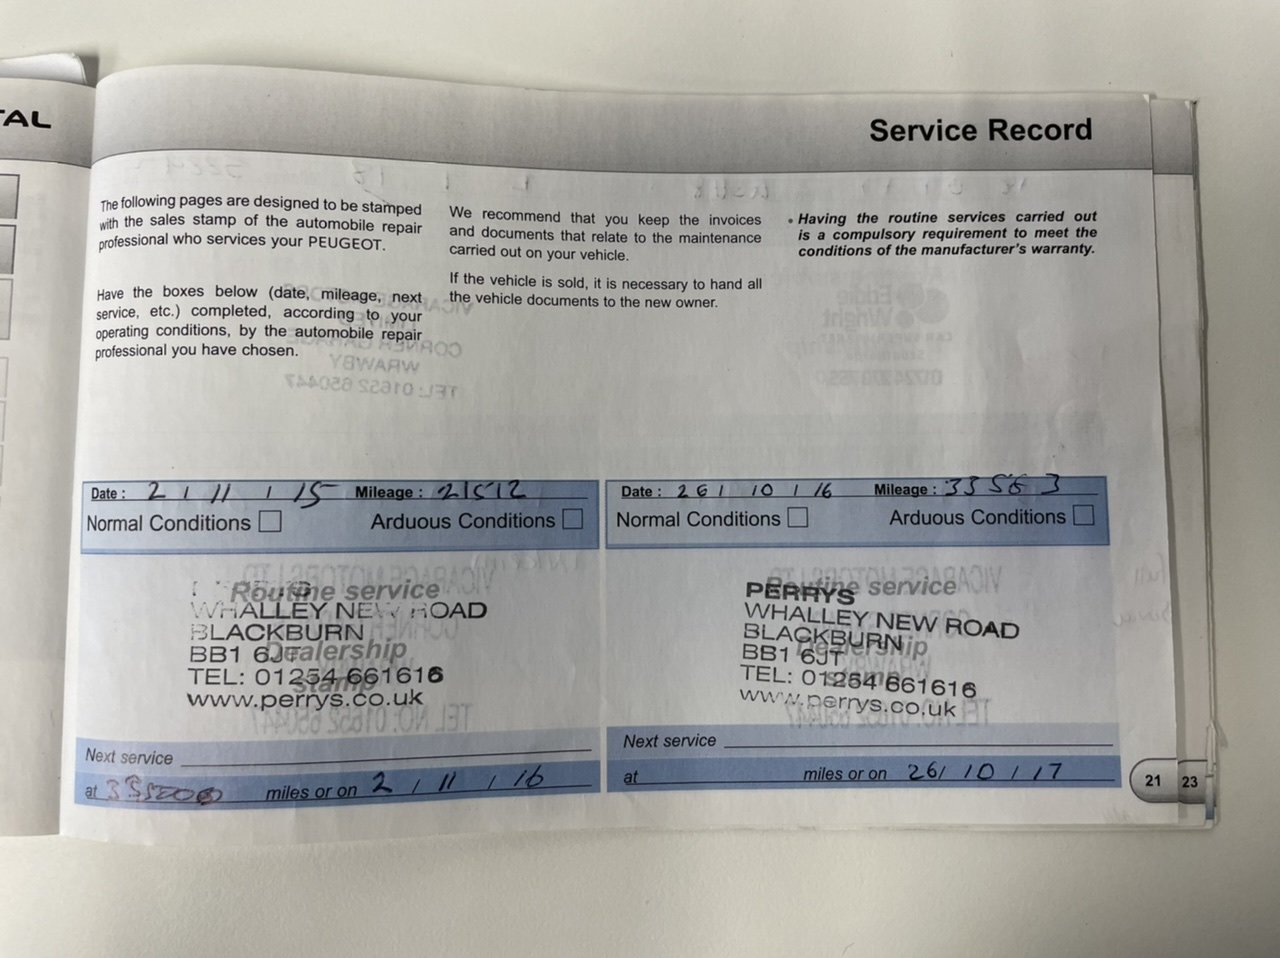 TAL
Service Record
The following pages are designed to be stamped
with the sales stamp of the automobile repair
professional who services your PEUGEOT.
Have the boxes below (date, mileage, next
service, etc.) completed, according to your
operating conditions, by the automobile repair
professional you have chosen.
We recommend that you keep the invoices
and documents that relate to the maintenance
carried out on your vehicle.
If the vehicle is sold, it is necessary to hand all
the vehicle documents to the new owner.
• Having the routine services carried out
is a compulsory requirement to meet the
conditions of the manufacturer's warranty.
Date : 2 / 11 / 15 Mileage : 21512
Normal Conditions Arduous Conditions
Routine service
WHALLEY NEW ROAD
BLACKBURN
Dealership
BB1 6JT
TEL: 01254 661616
stamp
www.perrys.co.uk
Next service
at miles or on 2 / 11 / 16
Date : 26 / 10 / 16 Mileage :
Normal Conditions Arduous Conditions
Routine service
PERRYS
WHALLEY NEW ROAD
BLACKBURN
Dealership
BB1 6JT
stamp
TEL: 01254 661616
www.perrys.co.uk
Next service
at miles or on 26 / 10 / 17
21
23